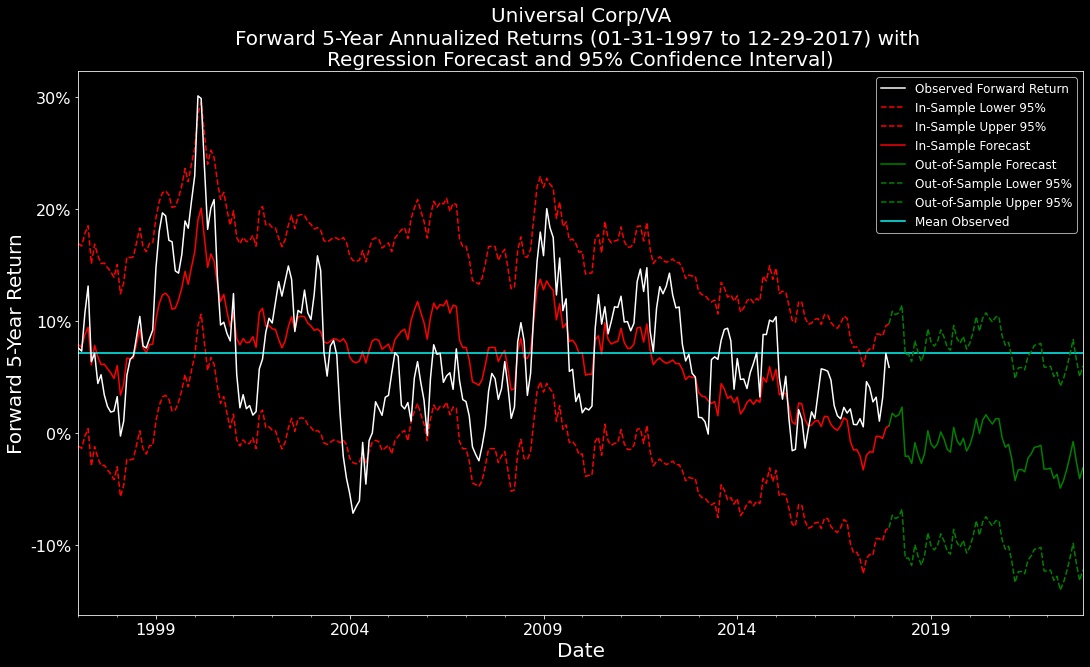 Universal Corp/VA
Forward 5-Year Annualized Returns (01-31-1997 to 12-29-2017) with
Regression Forecast and 95% Confidence Interval)
Forward 5-Year Return
30%
20%
10%
0%
-10%
Observed Forward Return
In-Sample Lower 95%
In-Sample Upper 95%
In-Sample Forecast
Out-of-Sample Forecast
Out-of-Sample Lower 95%
Out-of-Sample Upper 95%
Mean Observed
1999
2004
2009
2014
2019
Date